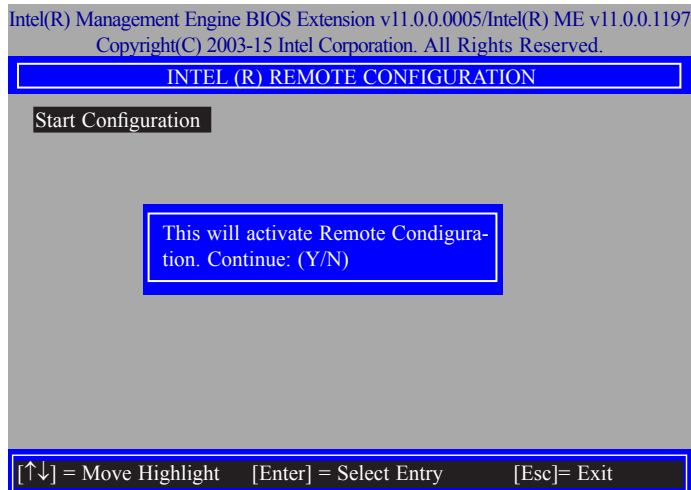 Intel(R) Management Engine BIOS Extension v11.0.0.0005/Intel(R) ME v11.0.0.1197
Copyright(C) 2003-15 Intel Corporation. All Rights Reserved.
INTEL (R) REMOTE CONFIGURATION
Start Configuration
This will activate Remote Condigura-
tion. Continue: (Y/N)
[↑↓] = Move Highlight [Enter] = Select Entry [Esc]= Exit